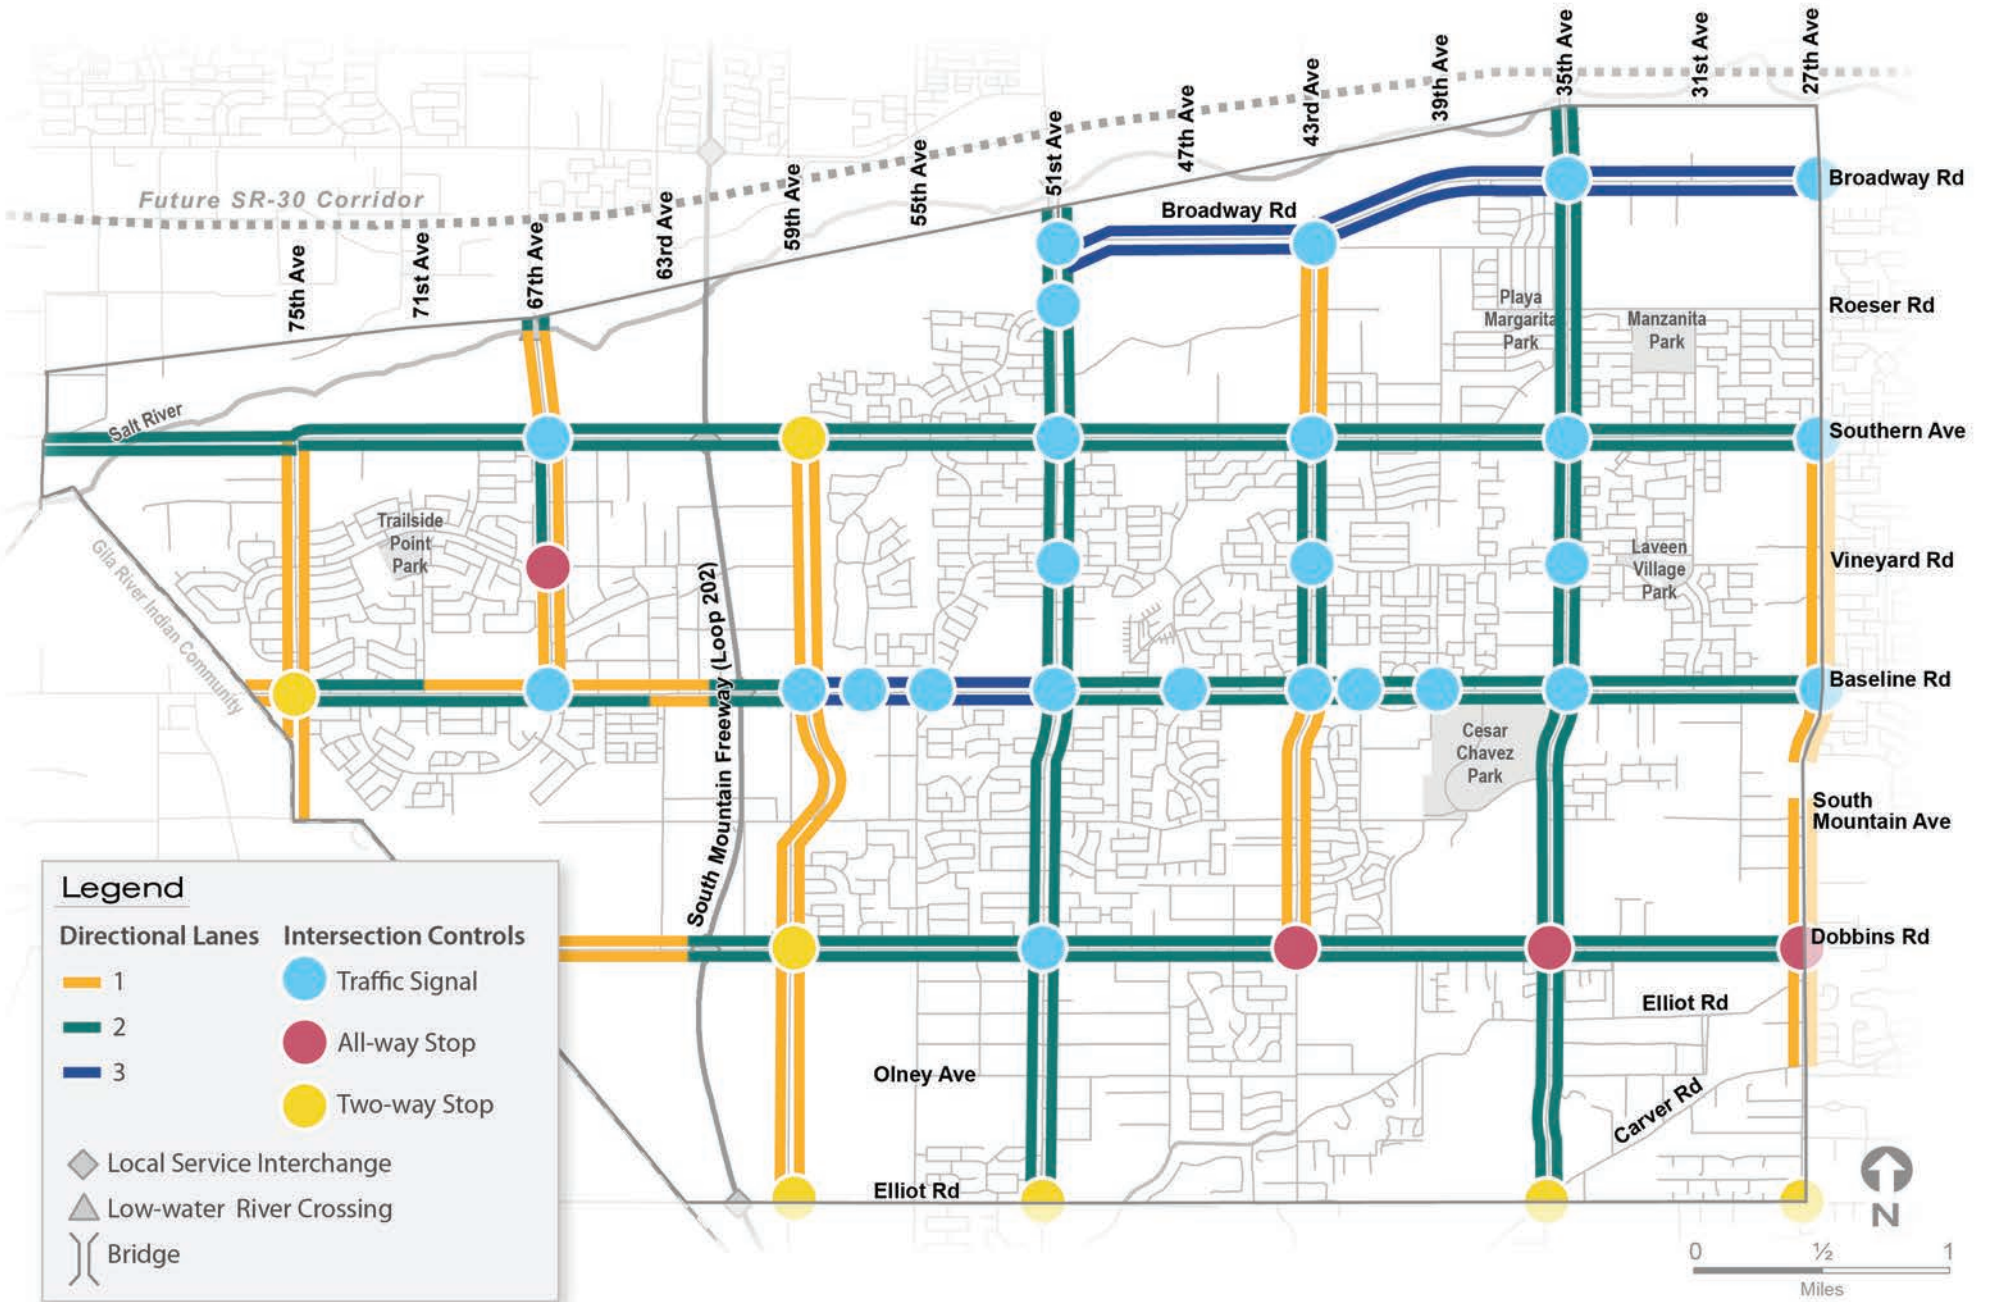 35th Ave
31st Ave
27th Ave
39th Ave
43rd Ave
47th Ave
51st Ave
55th Ave
59th Ave
63rd Ave
67th Ave
71st Ave
75th Ave
Future SR-30 Corridor
Broadway Rd
Broadway Rd
Playa
Margarita
Park
Manzanita
Park
Roeser Rd
Salt River
Southern Ave
Trailside
Point
Park
Laveen
Village
Park
Vineyard Rd
Gila River Indian Community
South Mountain Freeway (Loop 202)
Baseline Rd
Cesar
Chavez
Park
South
Mountain Ave
Dobbins Rd
Elliot Rd
Olney Ave
Carver Rd
Elliot Rd
Legend
Directional Lanes
1
2
3
Intersection Controls
Traffic Signal
All-way Stop
Two-way Stop
Local Service Interchange
Low-water River Crossing
Bridge
N
0 ½ 1
Miles